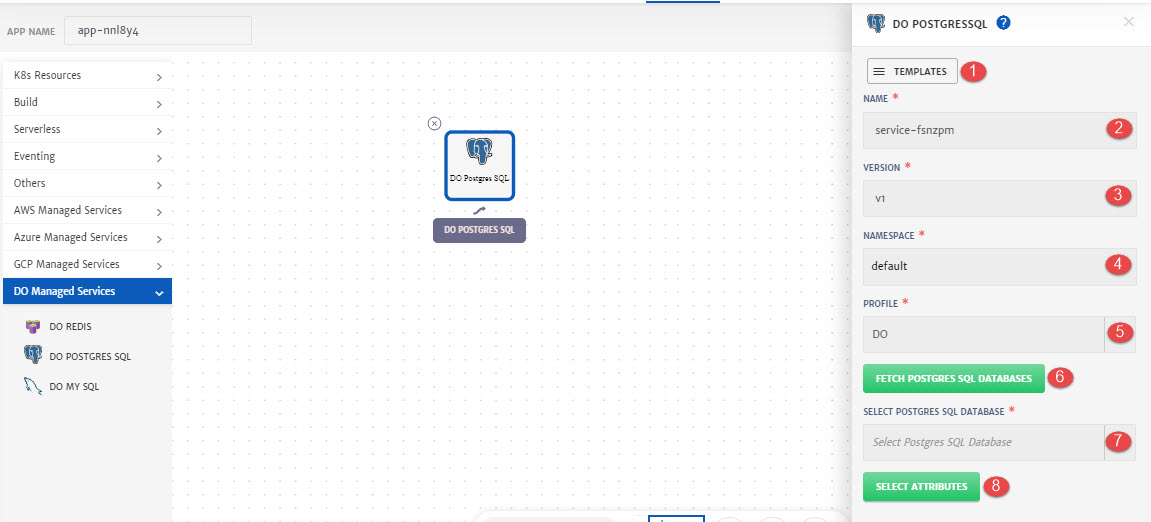 APP NAME
app-nnl8y4
K8s Resources
Build
Serverless
Eventing
Others
AWS Managed Services
Azure Managed Services
GCP Managed Services
DO Managed Services
DO REDIS
DO POSTGRES SQL
DO MY SQL
DO Postgres SQL
DO POSTGRES SQL
DO POSTGRESSQL ?
TEMPLATES 1
NAME *
service-fsnzpm 2
VERSION *
v1 3
NAMESPACE *
default 4
PROFILE *
DO 5
FETCH POSTGRES SQL DATABASES 6
SELECT POSTGRES SQL DATABASE *
Select Postgres SQL Database 7
SELECT ATTRIBUTES 8